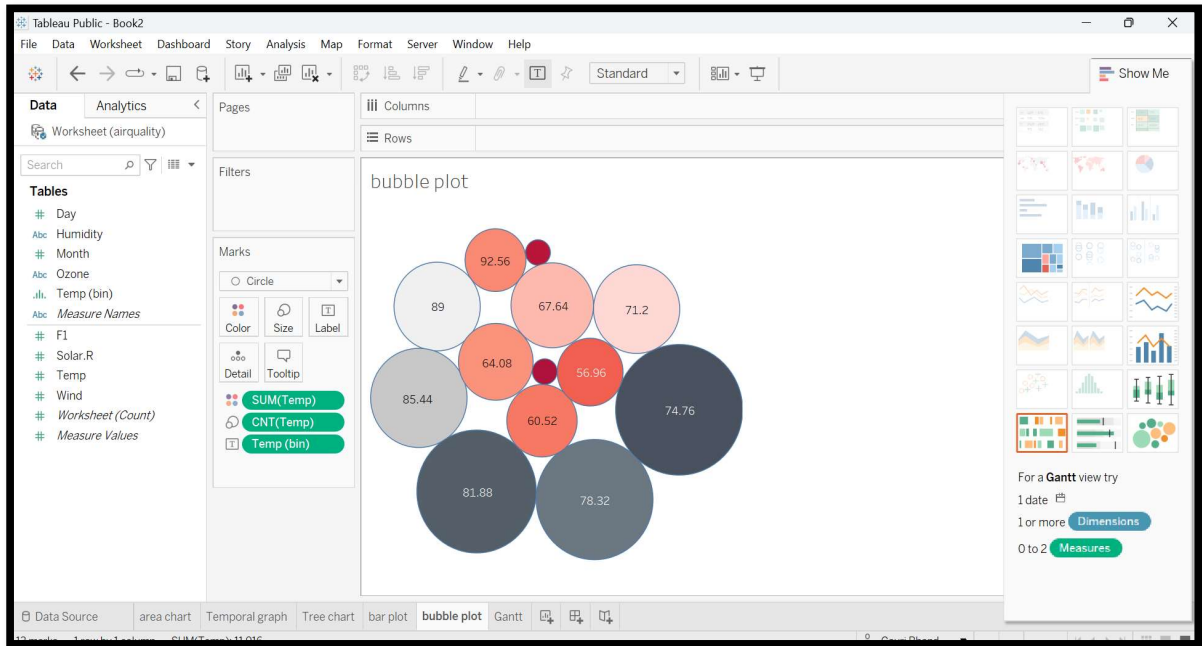 Tableau Public - Book2
File Data Worksheet Dashboard Story Analysis Map Format Server Window Help
Standard
Show Me
Data Analytics
Worksheet (airquality)
Search
Tables
# Day
Abc Humidity
# Month
Abc Ozone
Temp (bin)
Abc Measure Names
# F1
# Solar.R
# Temp
# Wind
# Worksheet (Count)
# Measure Values
Pages
Filters
Marks
Circle
Color Size Label
Detail Tooltip
SUM(Temp)
CNT(Temp)
Temp (bin)
Columns
Rows
bubble plot
92.56
89
67.64
71.2
64.08
56.96
85.44
74.76
60.52
81.88
78.32
For a Gantt view try
1 date
1 or more Dimensions
0 to 2 Measures
Data Source area chart Temporal graph Tree chart bar plot bubble plot Gantt